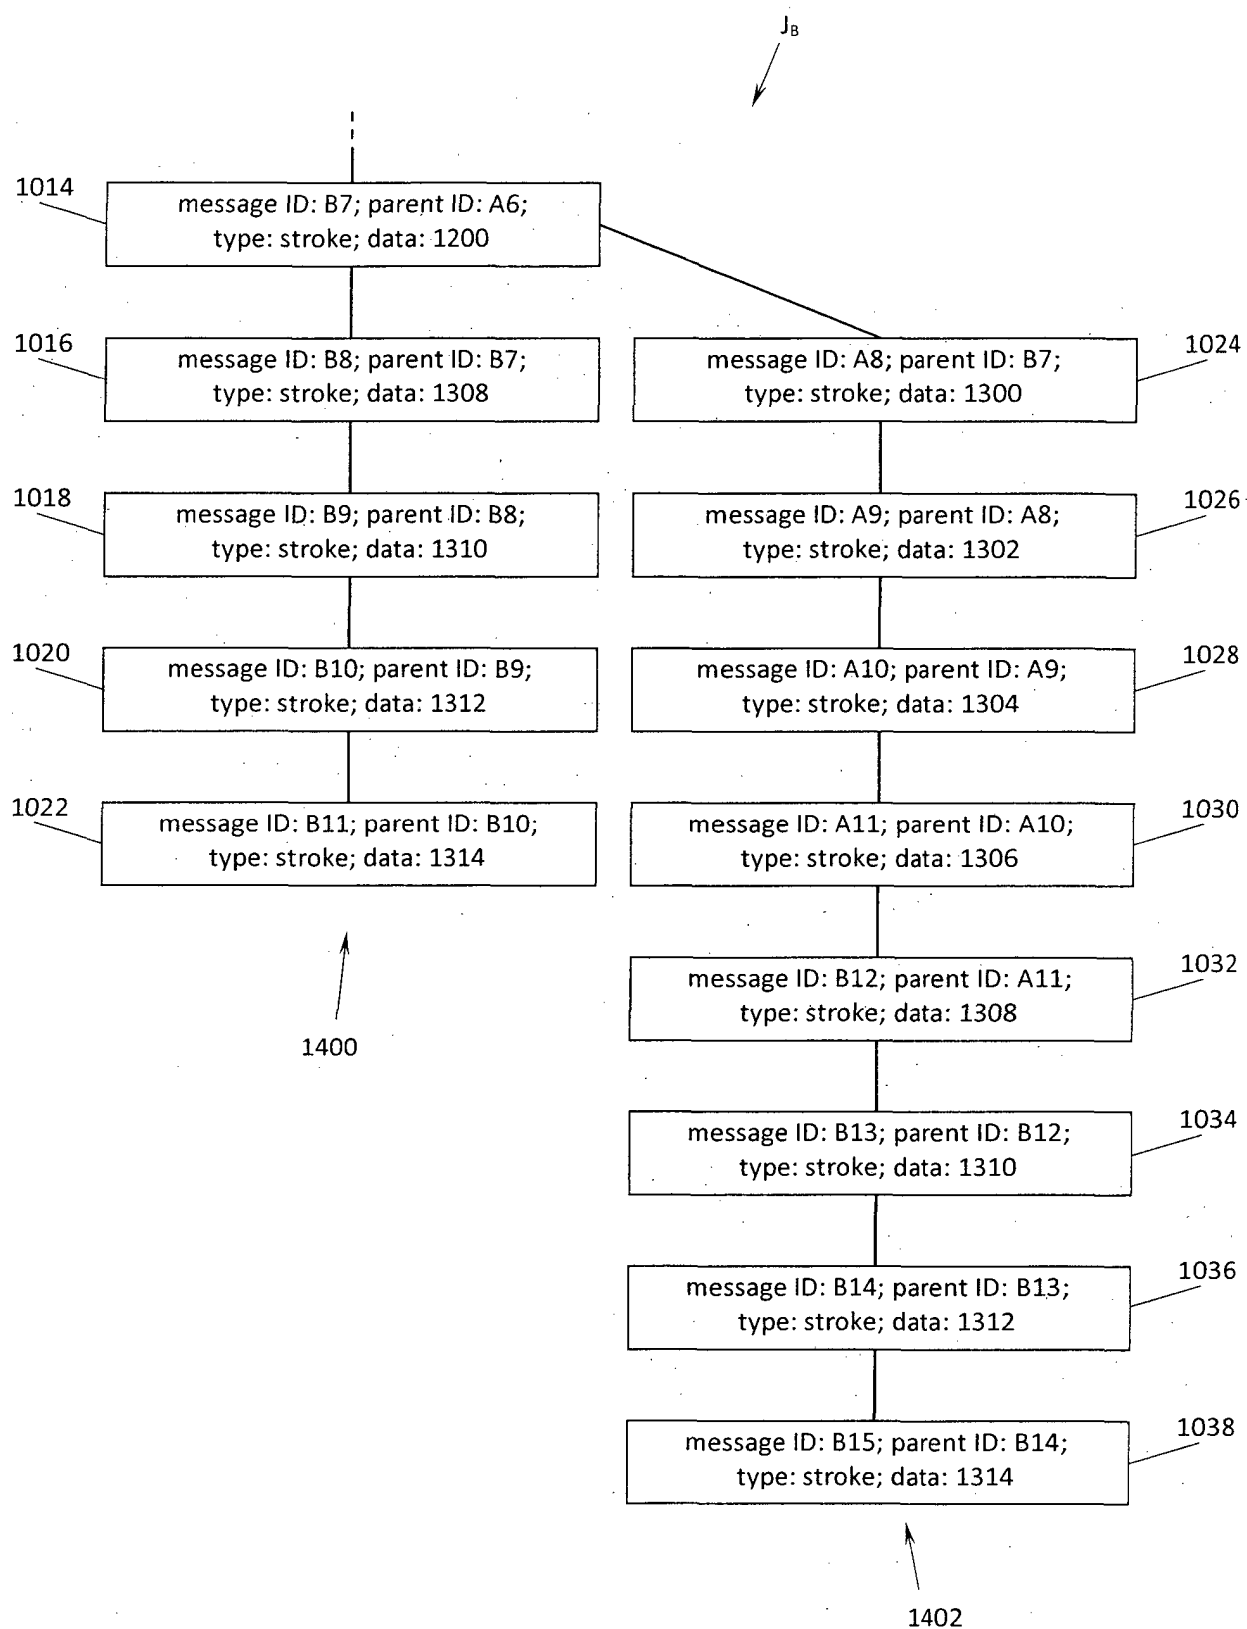 J_B
1014
message ID: B7; parent ID: A6;
type: stroke; data: 1200
1016
message ID: B8; parent ID: B7;
type: stroke; data: 1308
message ID: A8; parent ID: B7;
type: stroke; data: 1300
1024
1018
message ID: B9; parent ID: B8;
type: stroke; data: 1310
message ID: A9; parent ID: A8;
type: stroke; data: 1302
1026
1020
message ID: B10; parent ID: B9;
type: stroke; data: 1312
message ID: A10; parent ID: A9;
type: stroke; data: 1304
1028
1022
message ID: B11; parent ID: B10;
type: stroke; data: 1314
message ID: A11; parent ID: A10;
type: stroke; data: 1306
1030
1400
message ID: B12; parent ID: A11;
type: stroke; data: 1308
1032
message ID: B13; parent ID: B12;
type: stroke; data: 1310
1034
message ID: B14; parent ID: B13;
type: stroke; data: 1312
1036
message ID: B15; parent ID: B14;
type: stroke; data: 1314
1038
1402